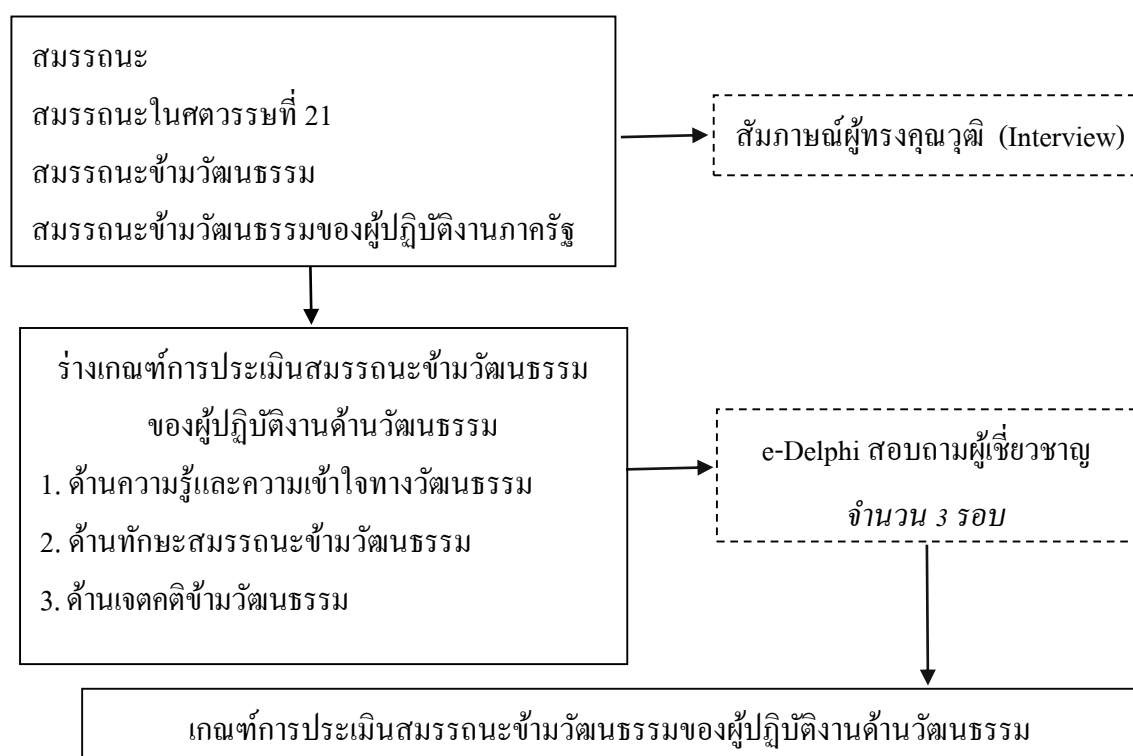 สมรรถนะ
สมรรถนะในศตวรรษที่ 21
สมรรถนะข้ามวัฒนธรรม
สมรรถนะข้ามวัฒนธรรมของผู้ปฏิบัติงานภาครัฐ
สัมภาษณ์ผู้ทรงคุณวุฒิ (Interview)
ร่างเกณฑ์การประเมินสมรรถนะข้ามวัฒนธรรม
ของผู้ปฏิบัติงานด้านวัฒนธรรม
1. ด้านความรู้และความเข้าใจทางวัฒนธรรม
2. ด้านทักษะสมรรถนะข้ามวัฒนธรรม
3. ด้านเจตคติข้ามวัฒนธรรม
e-Delphi สอบถามผู้เชี่ยวชาญ
จำนวน 3 รอบ
เกณฑ์การประเมินสมรรถนะข้ามวัฒนธรรมของผู้ปฏิบัติงานด้านวัฒนธรรม